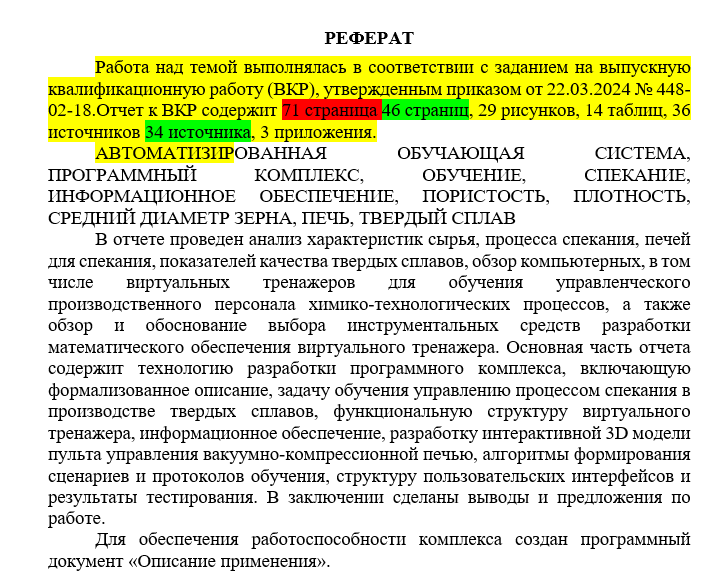 РЕФЕРАТ
Работа над темой выполнялась в соответствии с заданием на выпускную
квалификационную работу (ВКР), утвержденным приказом от 22.03.2024 № 448-
02-18.Отчет к ВКР содержит 71 страница 46 страниц, 29 рисунков, 14 таблиц, 36
источников 34 источника, 3 приложения.
АВТОМАТИЗИРОВАННАЯ ОБУЧАЮЩАЯ СИСТЕМА,
ПРОГРАММНЫЙ КОМПЛЕКС, ОБУЧЕНИЕ, СПЕКАНИЕ,
ИНФОРМАЦИОННОЕ ОБЕСПЕЧЕНИЕ, ПОРИСТОСТЬ, ПЛОТНОСТЬ,
СРЕДНИЙ ДИАМЕТР ЗЕРНА, ПЕЧЬ, ТВЕРДЫЙ СПЛАВ
В отчете проведен анализ характеристик сырья, процесса спекания, печей
для спекания, показателей качества твердых сплавов, обзор компьютерных, в том
числе виртуальных тренажеров для обучения управленческого
производственного персонала химико-технологических процессов, а также
обзор и обоснование выбора инструментальных средств разработки
математического обеспечения виртуального тренажера. Основная часть отчета
содержит технологию разработки программного комплекса, включающую
формализованное описание, задачу обучения управлению процессом спекания в
производстве твердых сплавов, функциональную структуру виртуального
тренажера, информационное обеспечение, разработку интерактивной 3D модели
пульта управления вакуумно-компрессионной печью, алгоритмы формирования
сценариев и протоколов обучения, структуру пользовательских интерфейсов и
результаты тестирования. В заключении сделаны выводы и предложения по
работе.
Для обеспечения работоспособности комплекса создан программный
документ «Описание применения».